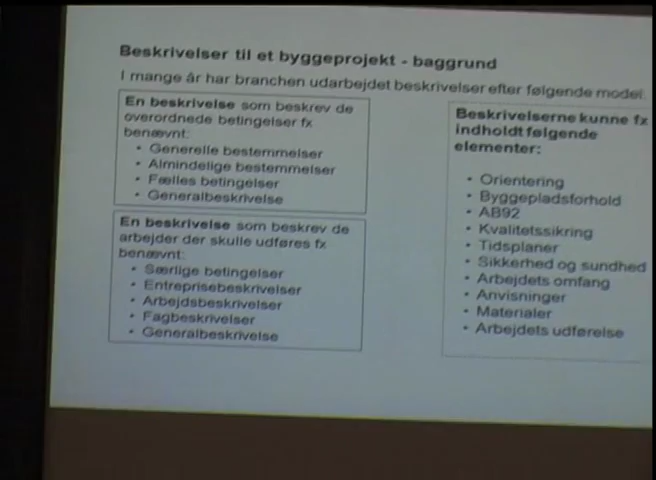 Beskrivelser til et byggeprojekt - baggrund
I mange år har branchen udarbejdet beskrivelser efter følgende model:
En beskrivelse som beskrev de
overordnede betingelser fx
benævnt:
• Generelle bestemmelser
• Almindelige bestemmelser
• Fælles betingelser
• Generalbeskrivelse
En beskrivelse som beskrev de
arbejder der skulle udføres fx
benævnt:
• Særlige betingelser
• Entreprisebeskrivelser
• Arbejdsbeskrivelser
• Fagbeskrivelser
• Generalbeskrivelse
Beskrivelserne kunne fx
indholdt følgende
elementer:
• Orientering
• Byggepladsforhold
• AB92
• Kvalitetssikring
• Tidsplaner
• Sikkerhed og sundhed
• Arbejdets omfang
• Anvisninger
• Materialer
• Arbejdets udførelse